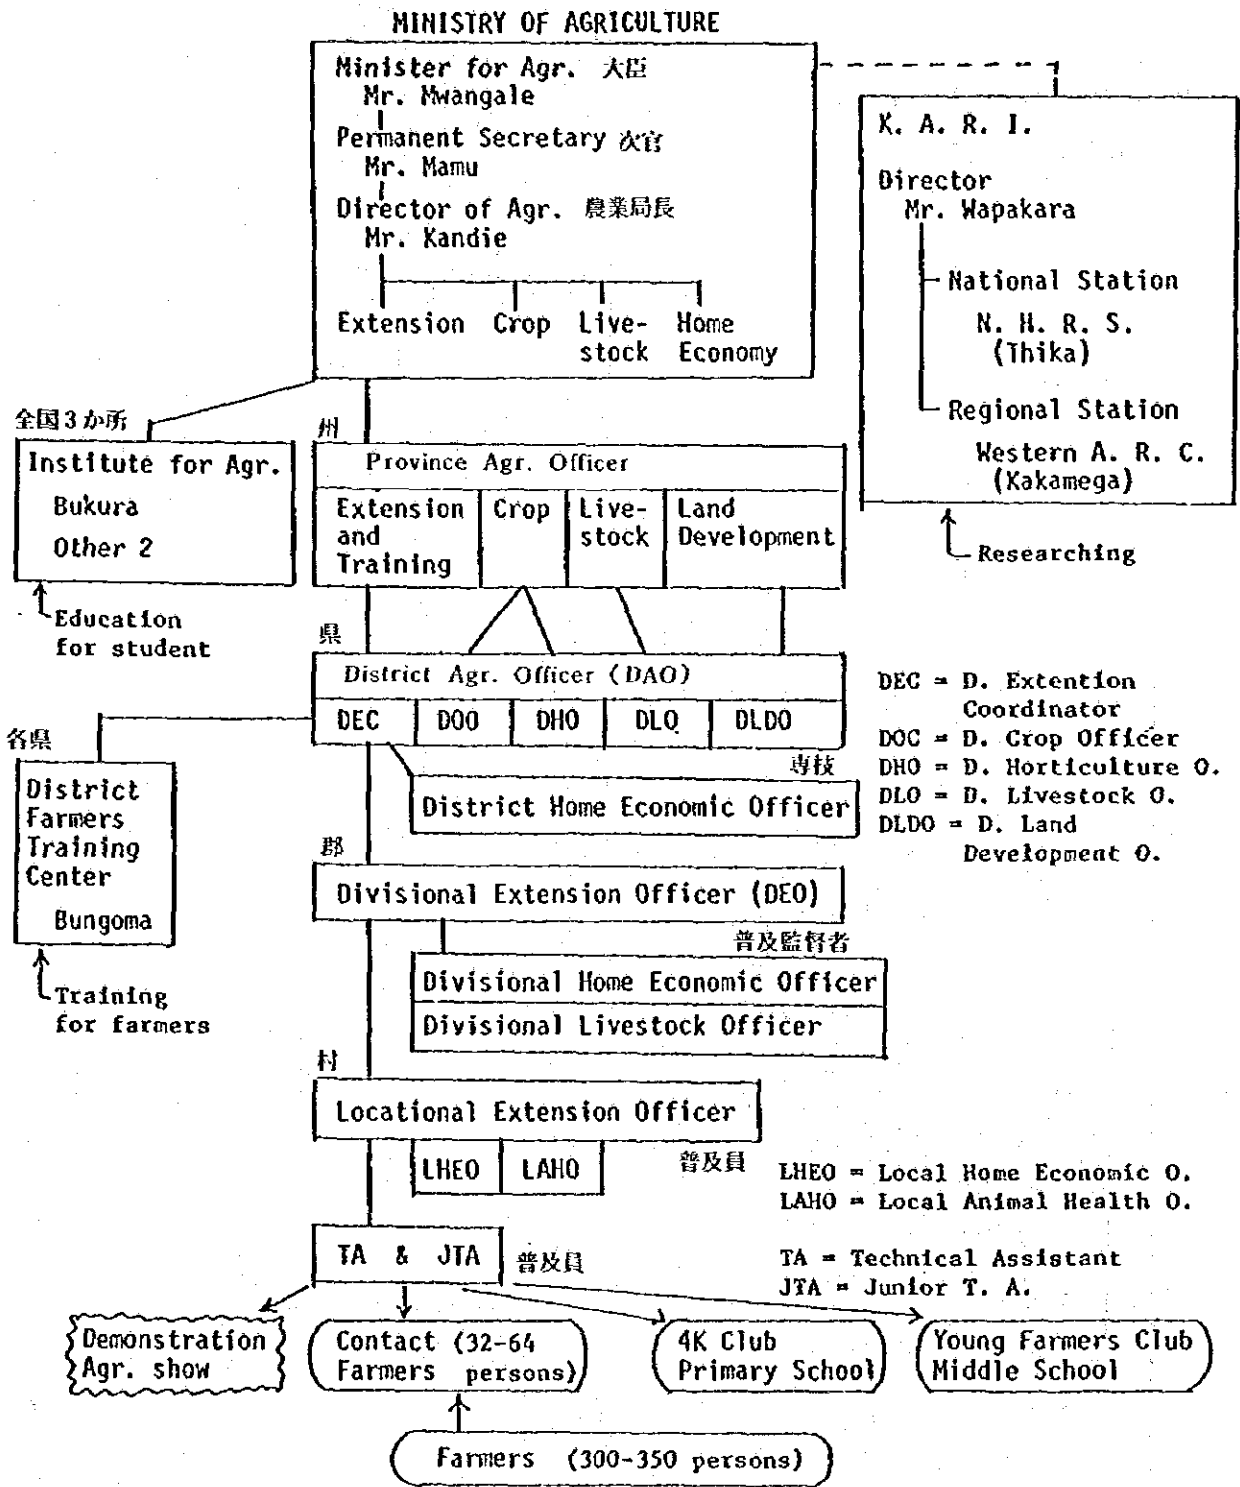 MINISTRY OF AGRICULTURE
Minister for Agr. 大臣
Mr. Mwangale
Permanent Secretary 次官
Mr. Mamu
Director of Agr. 農業局長
Mr. Kandie
Extension Crop Live-stock Home Economy
K. A. R. I.
Director
Mr. Wapakara
National Station
N. H. R. S.
(Thika)
Regional Station
Western A. R. C.
(Kakamega)
Researching
全国3か所
Institute for Agr.
Bukura
Other 2
Education
for student
州
Province Agr. Officer
Extension
and
Training
Crop
Live-
stock
Land
Development
県
District Agr. Officer (DAO)
DEC DOO DHO DLQ DLDO
専枝
District Home Economic Officer
DEC = D. Extention
Coordinator
DOC = D. Crop Officer
DHO = D. Horticulture O.
DLO = D. Livestock O.
DLDO = D. Land
Development O.
各県
District
Farmers
Training
Center
Bungoma
Training
for farmers
郡
Divisional Extension Officer (DEO)
普及監督者
Divisional Home Economic Officer
Divisional Livestock Officer
村
Locational Extension Officer
LHEO LAHO
普及員
LHEO = Local Home Economic O.
LAHO = Local Animal Health O.
TA & JTA
普及員
TA = Technical Assistant
JTA = Junior T. A.
Demonstration
Agr. show
Contact (32-64
Farmers persons)
4K Club
Primary School
Young Farmers Club
Middle School
Farmers (300-350 persons)